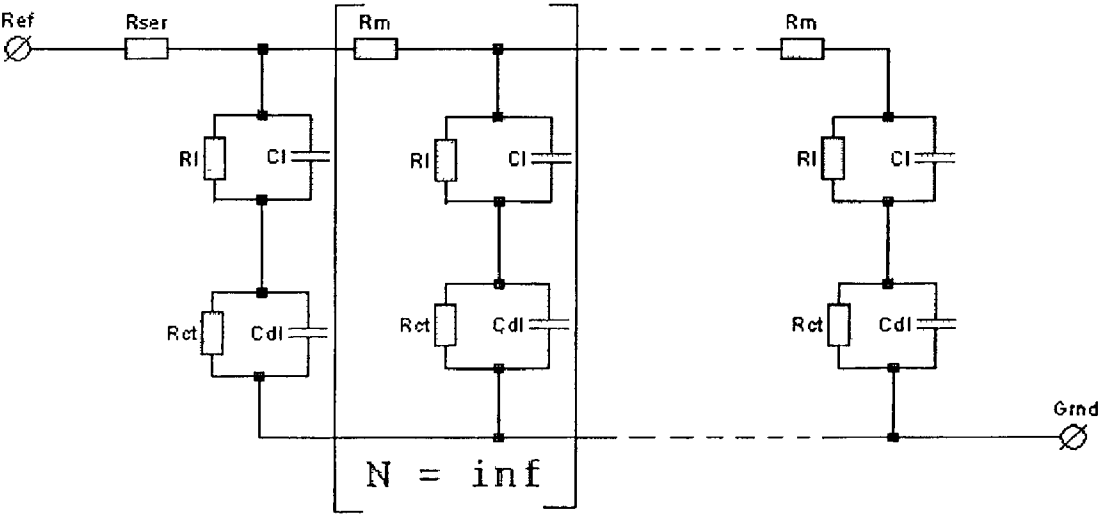 Ref Rser Rm Rm
Rl Cl Rl Cl Rl Cl
Rct Cdl Rct Cdl Rct Cdl
Grnd
N = inf